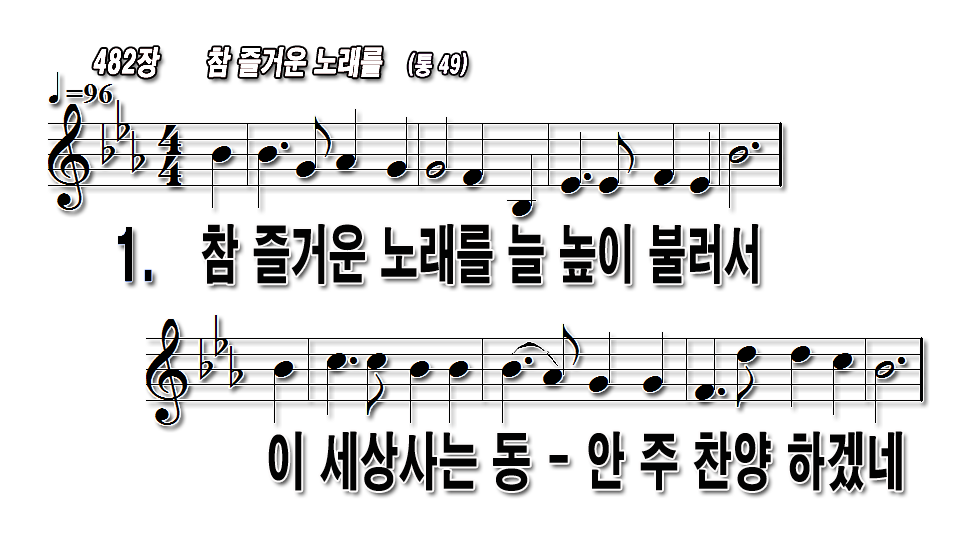 482장 참 즐거운 노래를 (통 49)
♩=96
4
4
1. 참 즐거운 노래를 늘 높이 불러서
이 세상사는 동 - 안 주 찬양 하겠네